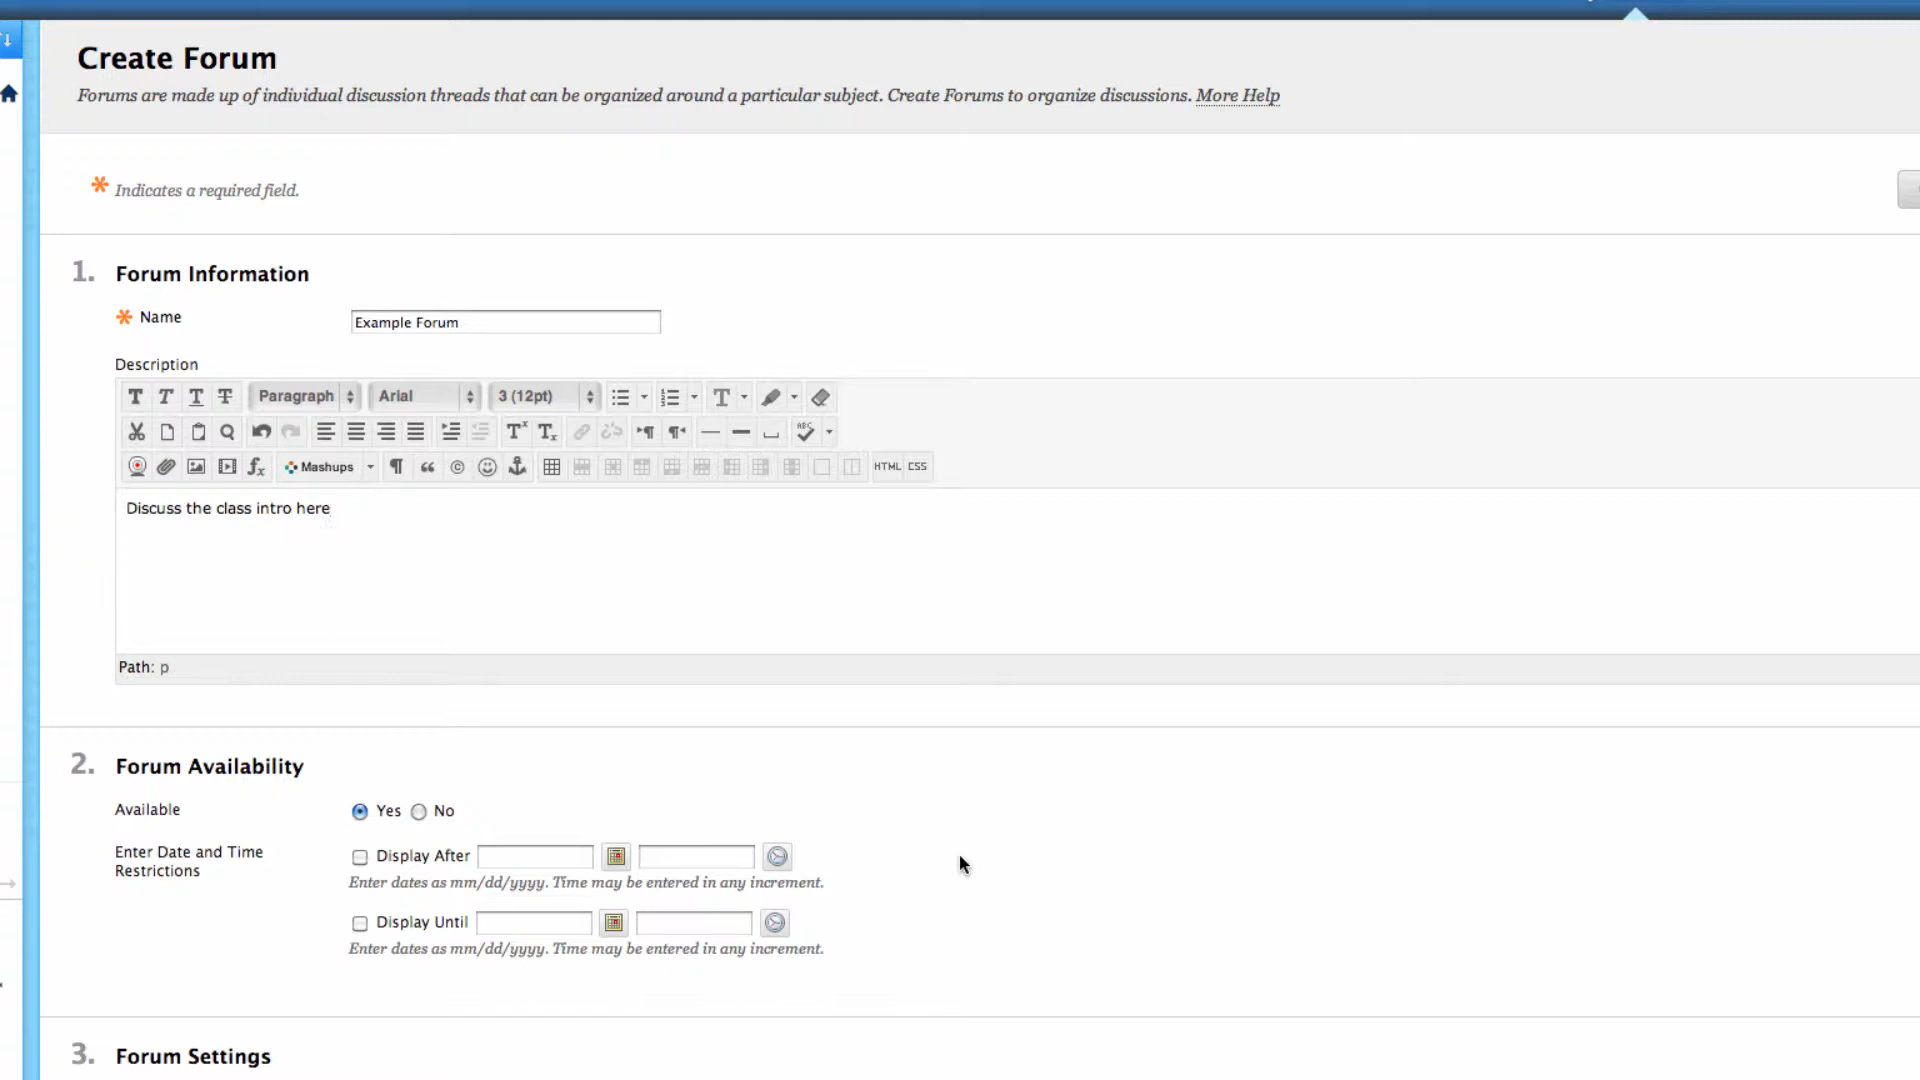 Create Forum
Forums are made up of individual discussion threads that can be organized around a particular subject. Create Forums to organize discussions. More Help
Indicates a required field.
1. Forum Information
Name
Example Forum
Description
T T T T Paragraph Arial 3 (12pt) T
Tx Tx ABC
fx Mashups HTML CSS
Discuss the class intro here
Path: p
2. Forum Availability
Available Yes No
Enter Date and Time Restrictions
Display After
Enter dates as mm/dd/yyyy. Time may be entered in any increment.
Display Until
Enter dates as mm/dd/yyyy. Time may be entered in any increment.
3. Forum Settings